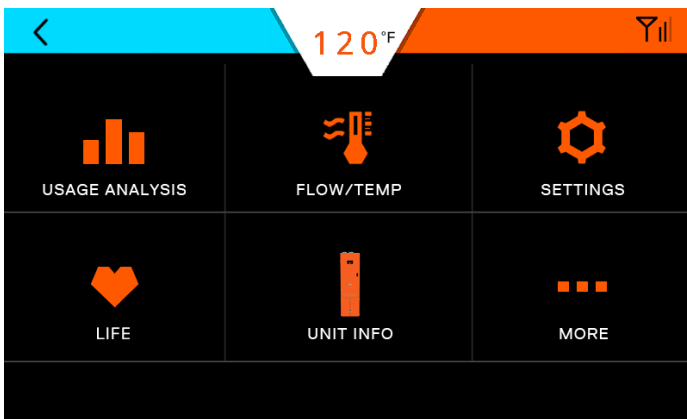 120°F
USAGE ANALYSIS
FLOW/TEMP
SETTINGS
LIFE
UNIT INFO
MORE